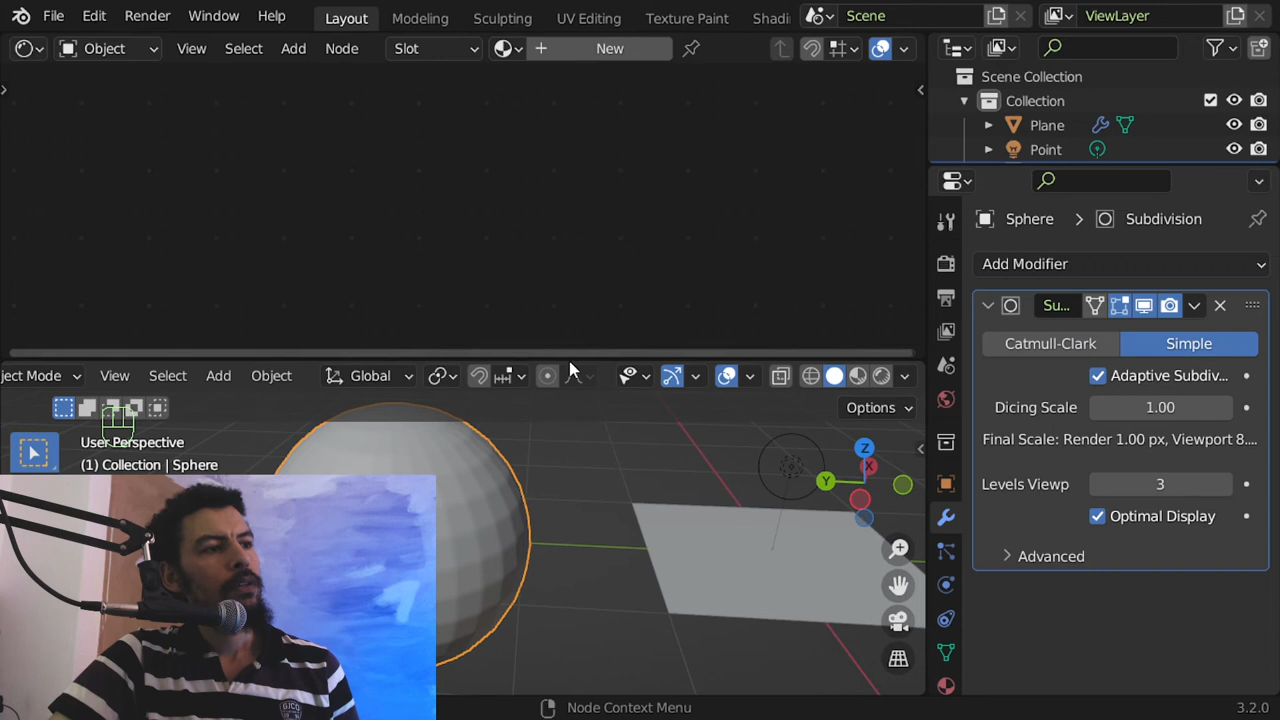 File Edit Render Window Help Layout Modeling Sculpting UV Editing Texture Paint Shadi Scene ViewLayer
Object View Select Add Node Slot New
Scene Collection
Collection
Plane
Point
Sphere > Subdivision
Add Modifier
Su...
Catmull-Clark Simple
Adaptive Subdiv...
Dicing Scale 1.00
Final Scale: Render 1.00 px, Viewport 8....
Levels Viewp 3
Optimal Display
Advanced
ject Mode View Select Add Object Global
Options
User Perspective
(1) Collection | Sphere
Z
X
Y
Node Context Menu
3.2.0